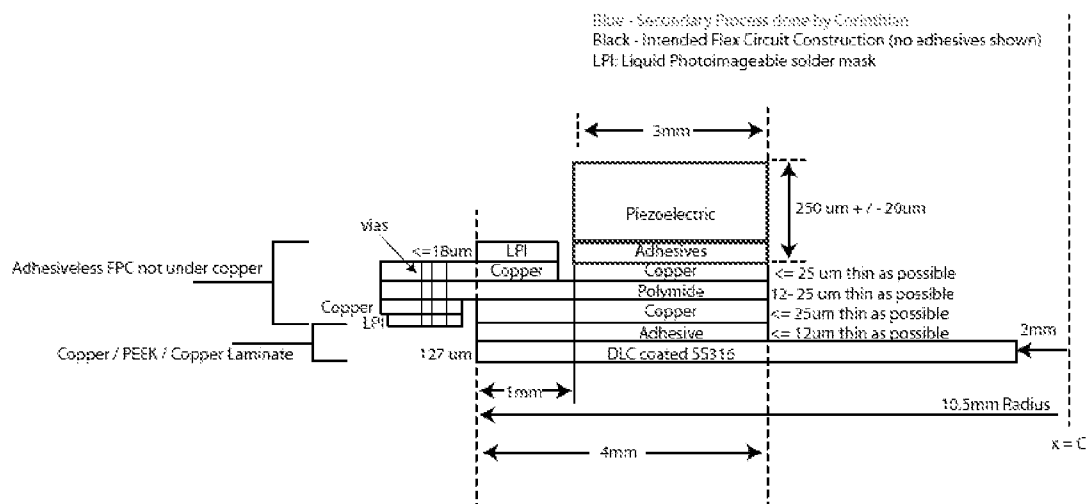 Blue - Secondary Process done by Corinthian
Black - Intended Flex Circuit Construction (no adhesives shown)
LPI: Liquid Photoimageable solder mask
3mm
250 um + / - 20um
Piezoelectric
vias
<=18um
LPI
Adhesives
Adhesiveless FPC not under copper
Copper
Copper
<= 25 um thin as possible
Polymide
12- 25 um thin as possible
Copper
Copper
<= 25um thin as possible
LPI
Adhesive
<= 12um thin as possible
2mm
Copper / PEEK / Copper Laminate
127 um
DLC coated SS316
1mm
10.5mm Radius
4mm
x = C